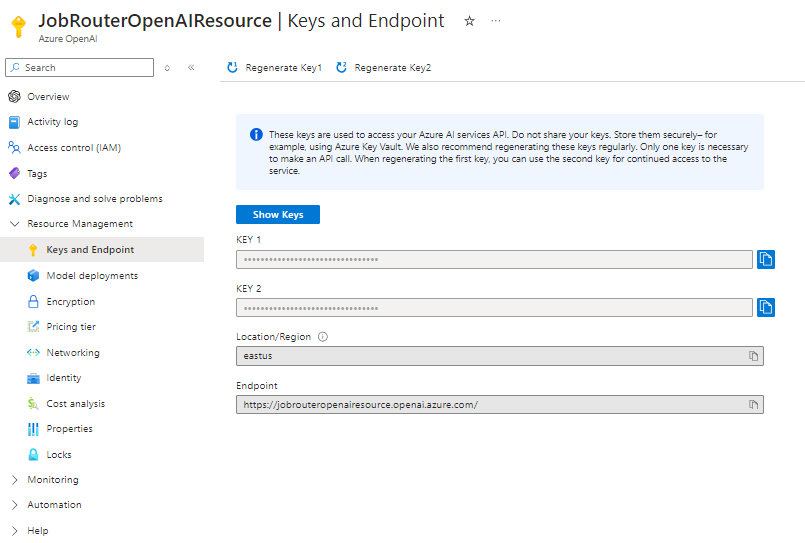 JobRouterOpenAIResource | Keys and Endpoint
Azure OpenAI
Search
Regenerate Key1
Regenerate Key2
Overview
Activity log
Access control (IAM)
Tags
Diagnose and solve problems
Resource Management
Keys and Endpoint
Model deployments
Encryption
Pricing tier
Networking
Identity
Cost analysis
Properties
Locks
Monitoring
Automation
Help
These keys are used to access your Azure AI services API. Do not share your keys. Store them securely– for
example, using Azure Key Vault. We also recommend regenerating these keys regularly. Only one key is necessary
to make an API call. When regenerating the first key, you can use the second key for continued access to the
service.
Show Keys
KEY 1
••••••••••••••••••••••••••••••••
KEY 2
••••••••••••••••••••••••••••••••
Location/Region
eastus
Endpoint
https://jobrouteropenairesource.openai.azure.com/